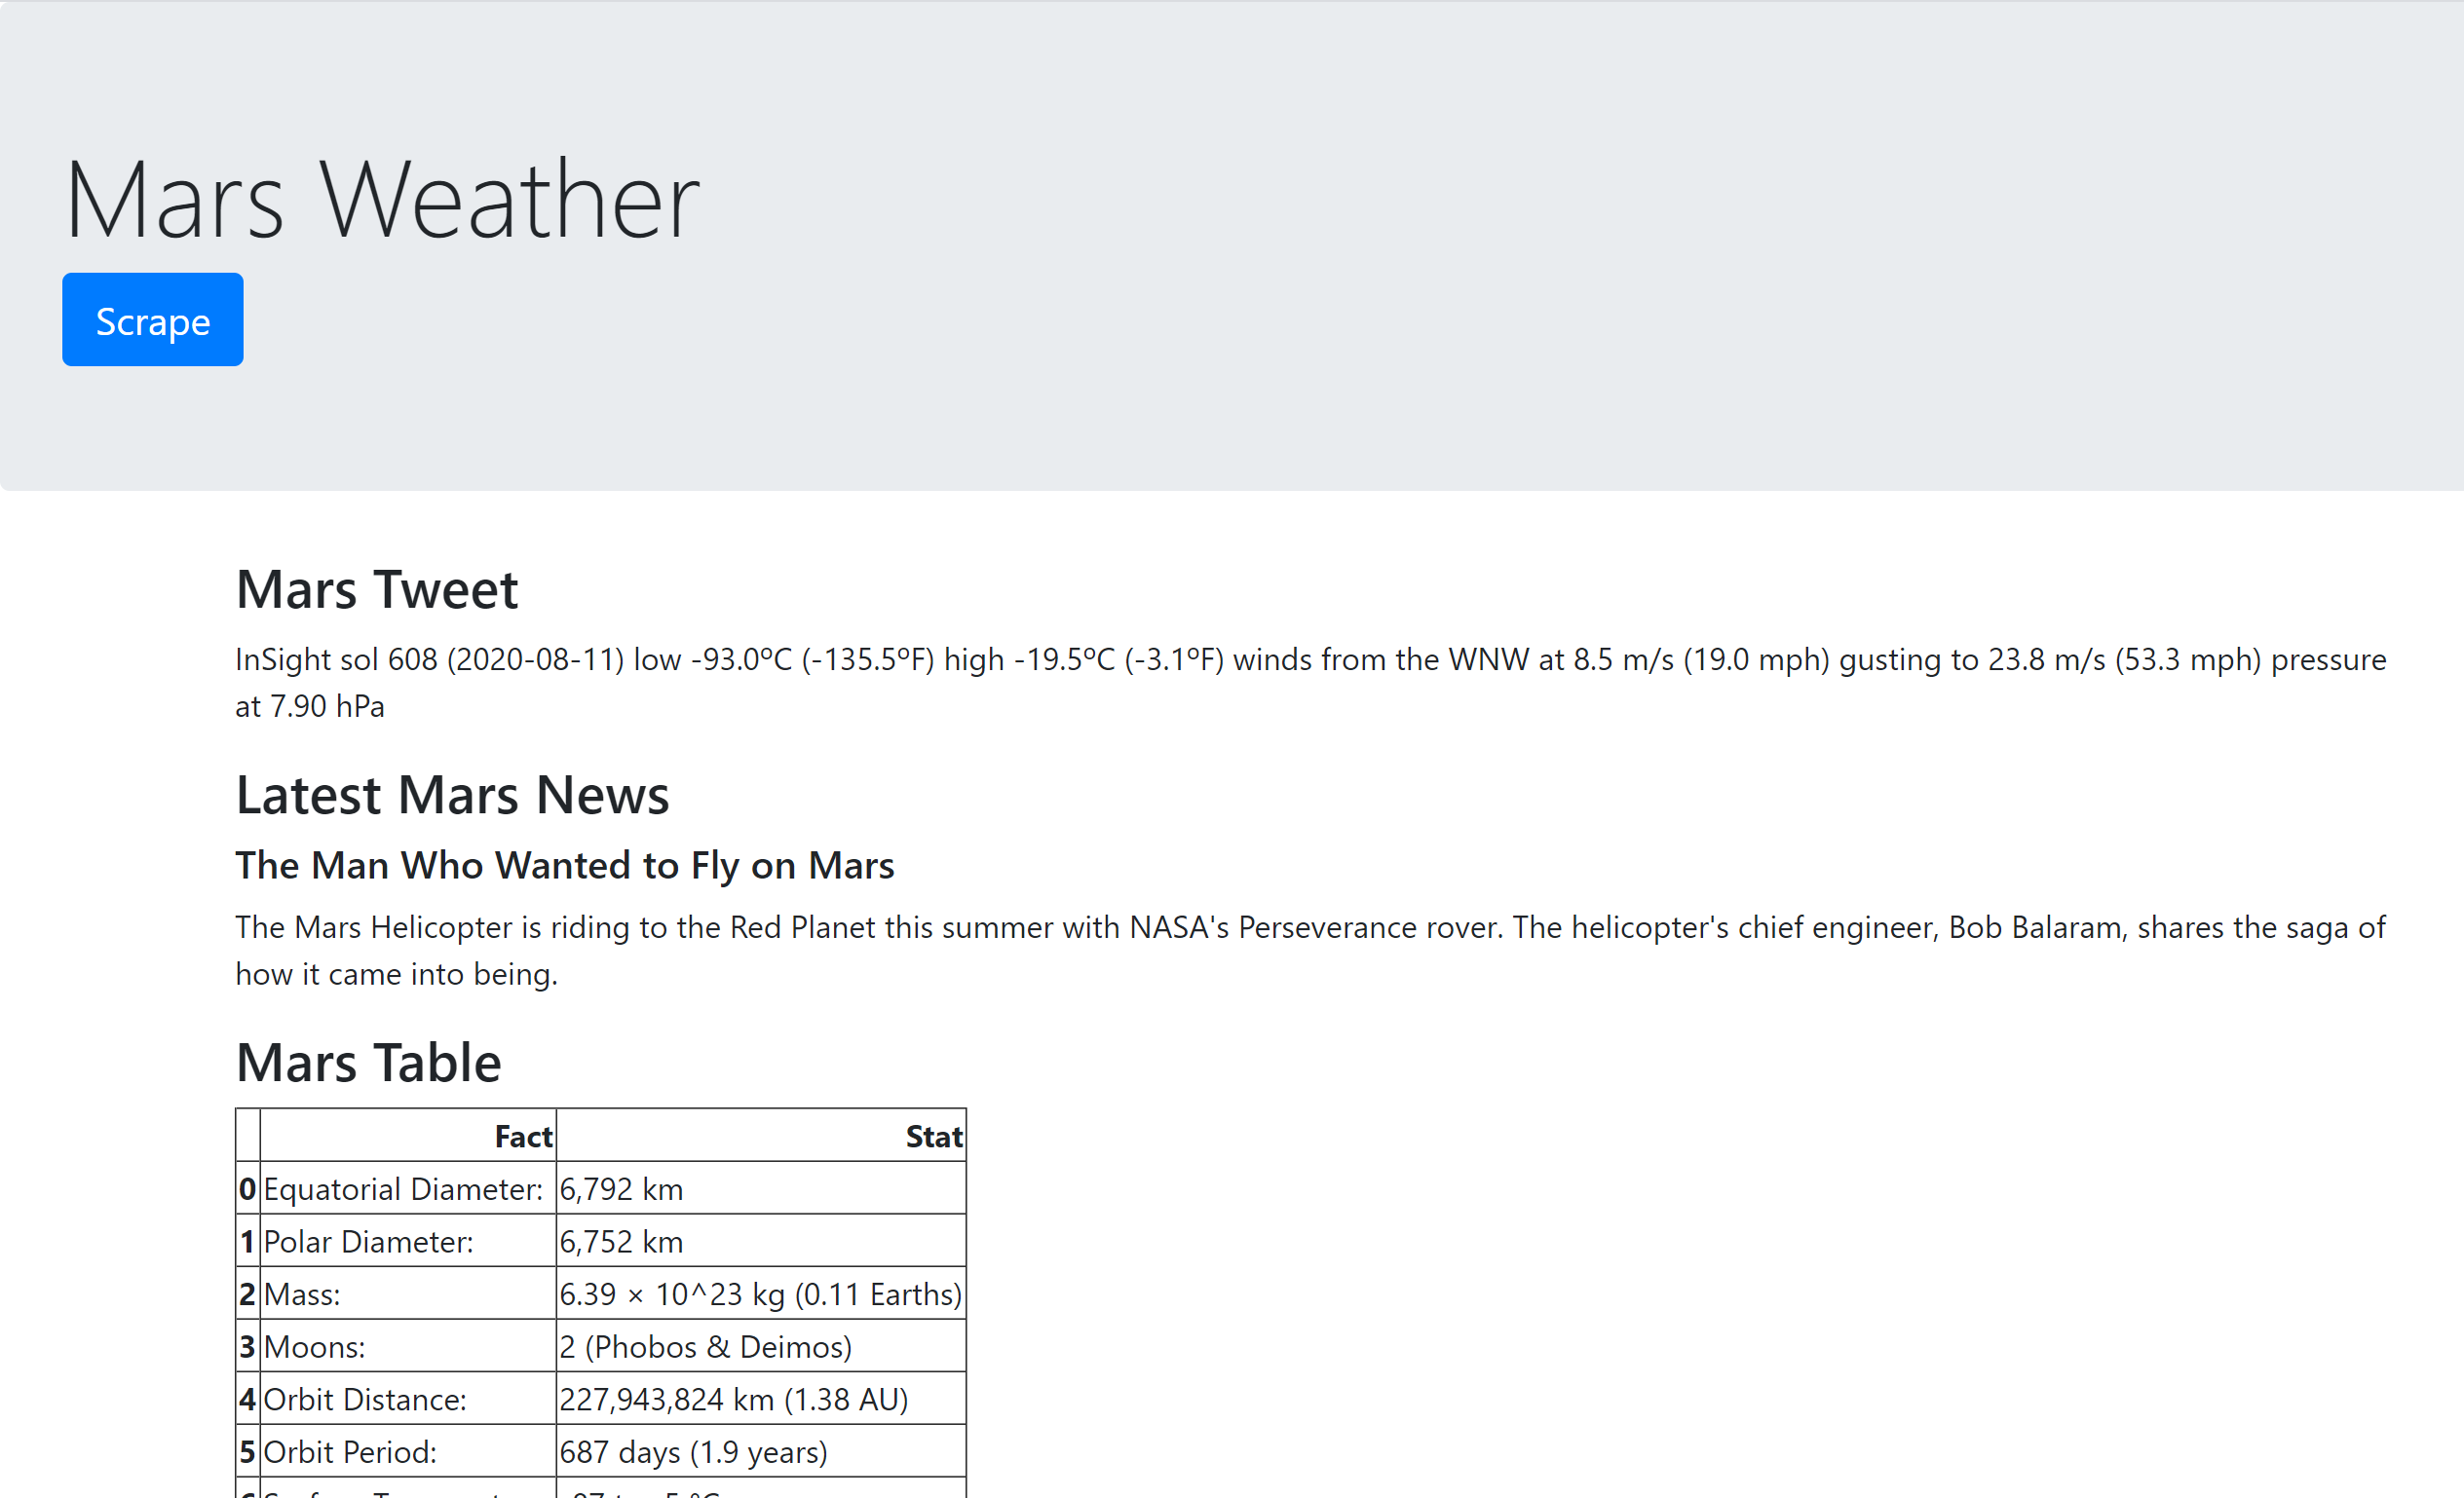 Mars Weather
Scrape
Mars Tweet
InSight sol 608 (2020-08-11) low -93.0ºC (-135.5ºF) high -19.5ºC (-3.1ºF) winds from the WNW at 8.5 m/s (19.0 mph) gusting to 23.8 m/s (53.3 mph) pressure
at 7.90 hPa
Latest Mars News
The Man Who Wanted to Fly on Mars
The Mars Helicopter is riding to the Red Planet this summer with NASA's Perseverance rover. The helicopter's chief engineer, Bob Balaram, shares the saga of
how it came into being.
Mars Table
Fact Stat
0 Equatorial Diameter: 6,792 km
1 Polar Diameter: 6,752 km
2 Mass: 6.39 × 10^23 kg (0.11 Earths)
3 Moons: 2 (Phobos & Deimos)
4 Orbit Distance: 227,943,824 km (1.38 AU)
5 Orbit Period: 687 days (1.9 years)